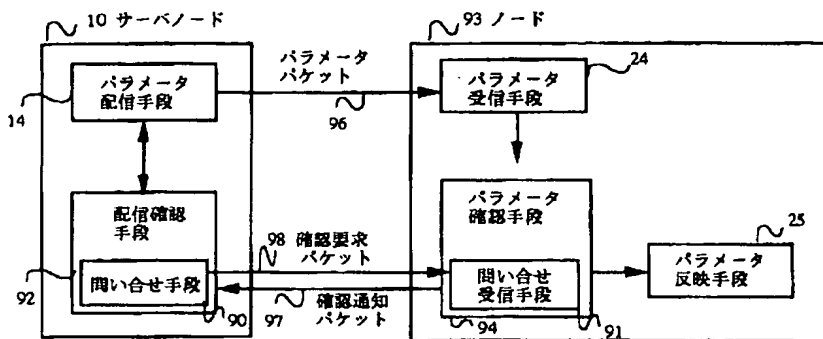 10 サーバノード
93 ノード
パラメータ
配信手段
14
パラメータ
パケット
96
パラメータ
受信手段
24
配信確認
手段
92
問い合せ手段
90
98 確認要求
パケット
97
確認通知
パケット
パラメータ
確認手段
問い合せ
受信手段
94
91
パラメータ
反映手段
25